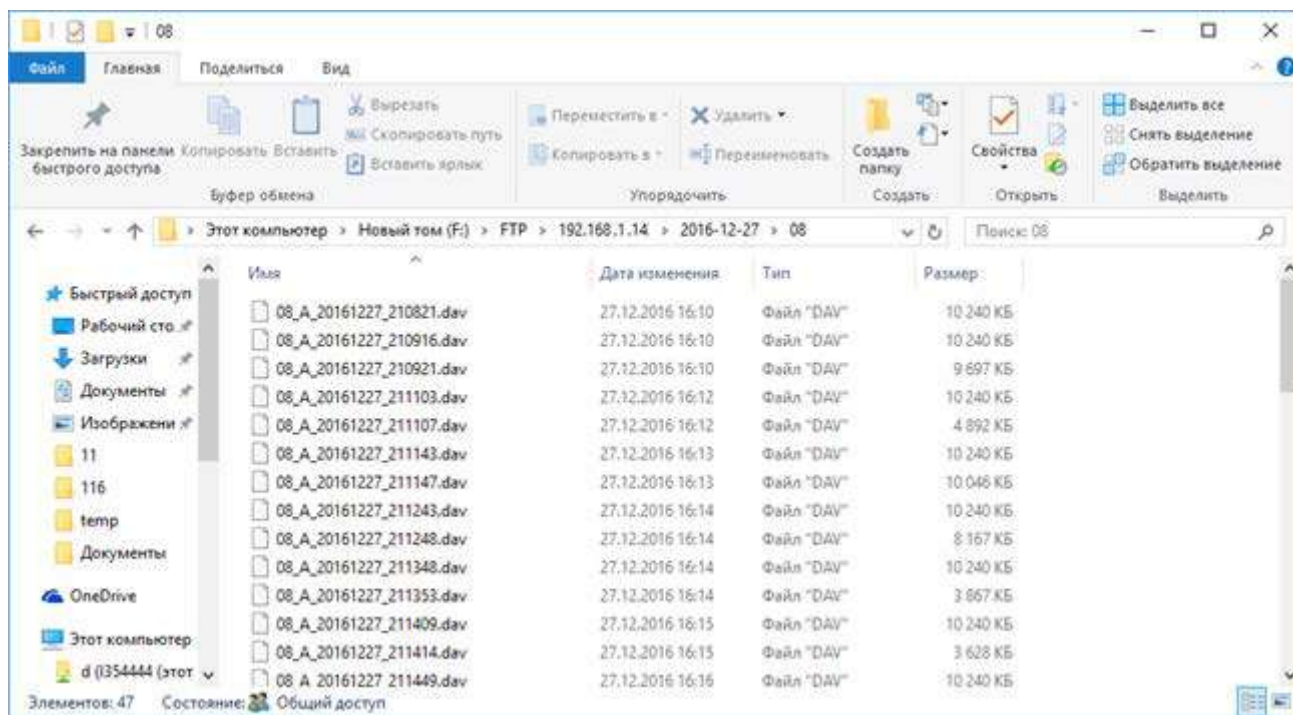 08
Файл Главная Поделиться Вид
Закрепить на панели быстрого доступа
Копировать
Вставить
Вырезать
Скопировать путь
Вставить ярлык
Буфер обмена
Переместить в
Копировать в
Удалить
Переименовать
Упорядочить
Создать папку
Создать
Свойства
Открыть
Выделить все
Снять выделение
Обратить выделение
Выделить
Этот компьютер > Новый том (F:) > FTP > 192.168.1.14 > 2016-12-27 > 08
Поиск: 08
Быстрый доступ
Рабочий сто
Загрузки
Документы
Изображени
11
116
temp
Документы
OneDrive
Этот компьютер
d (l354444 (этот
Имя Дата изменения Тип Размер
08_A_20161227_210821.dav 27.12.2016 16:10 Файл "DAV" 10 240 КБ
08_A_20161227_210916.dav 27.12.2016 16:10 Файл "DAV" 10 240 КБ
08_A_20161227_210921.dav 27.12.2016 16:10 Файл "DAV" 9 697 КБ
08_A_20161227_211103.dav 27.12.2016 16:12 Файл "DAV" 10 240 КБ
08_A_20161227_211107.dav 27.12.2016 16:12 Файл "DAV" 4 892 КБ
08_A_20161227_211143.dav 27.12.2016 16:13 Файл "DAV" 10 240 КБ
08_A_20161227_211147.dav 27.12.2016 16:13 Файл "DAV" 10 046 КБ
08_A_20161227_211243.dav 27.12.2016 16:14 Файл "DAV" 10 240 КБ
08_A_20161227_211248.dav 27.12.2016 16:14 Файл "DAV" 8 167 КБ
08_A_20161227_211348.dav 27.12.2016 16:14 Файл "DAV" 10 240 КБ
08_A_20161227_211353.dav 27.12.2016 16:14 Файл "DAV" 3 867 КБ
08_A_20161227_211409.dav 27.12.2016 16:15 Файл "DAV" 10 240 КБ
08_A_20161227_211414.dav 27.12.2016 16:15 Файл "DAV" 3 628 КБ
08_A_20161227_211449.dav 27.12.2016 16:16 Файл "DAV" 10 240 КБ
Элементов: 47 Состояние: Общий доступ